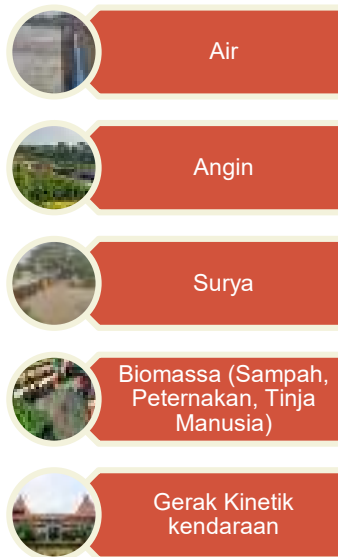 Air
Angin
Surya
Biomassa (Sampah,
Peternakan, Tinja
Manusia)
Gerak Kinetik
kendaraan